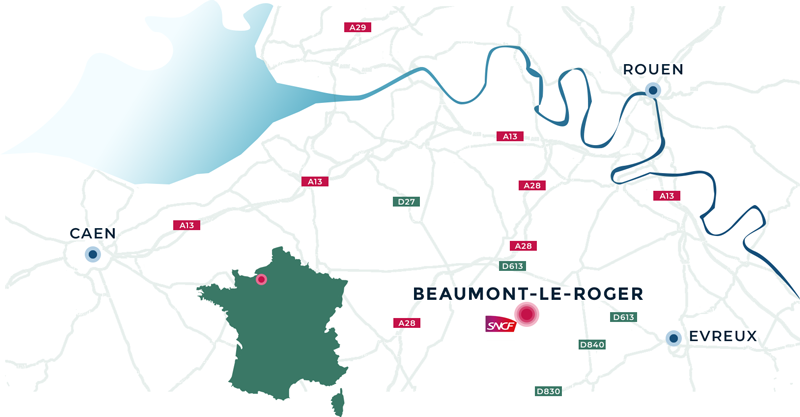 A29
ROUEN
A13
A13
A28
A13
D27
A13
CAEN
A28
D613
BEAUMONT-LE-ROGER
D613
A28
SNCF
EVREUX
D840
D830